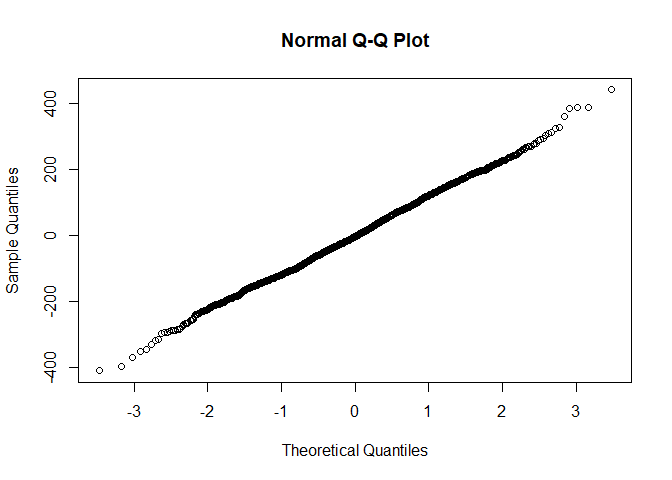 Normal Q-Q Plot
Sample Quantiles
400
200
0
-200
-400
-3 -2 -1 0 1 2 3
Theoretical Quantiles